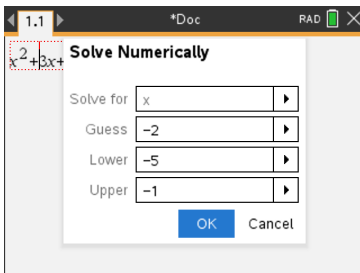 1.1 *Doc RAD
x²+3x+
Solve Numerically
Solve for x
Guess −2
Lower −5
Upper −1
OK Cancel